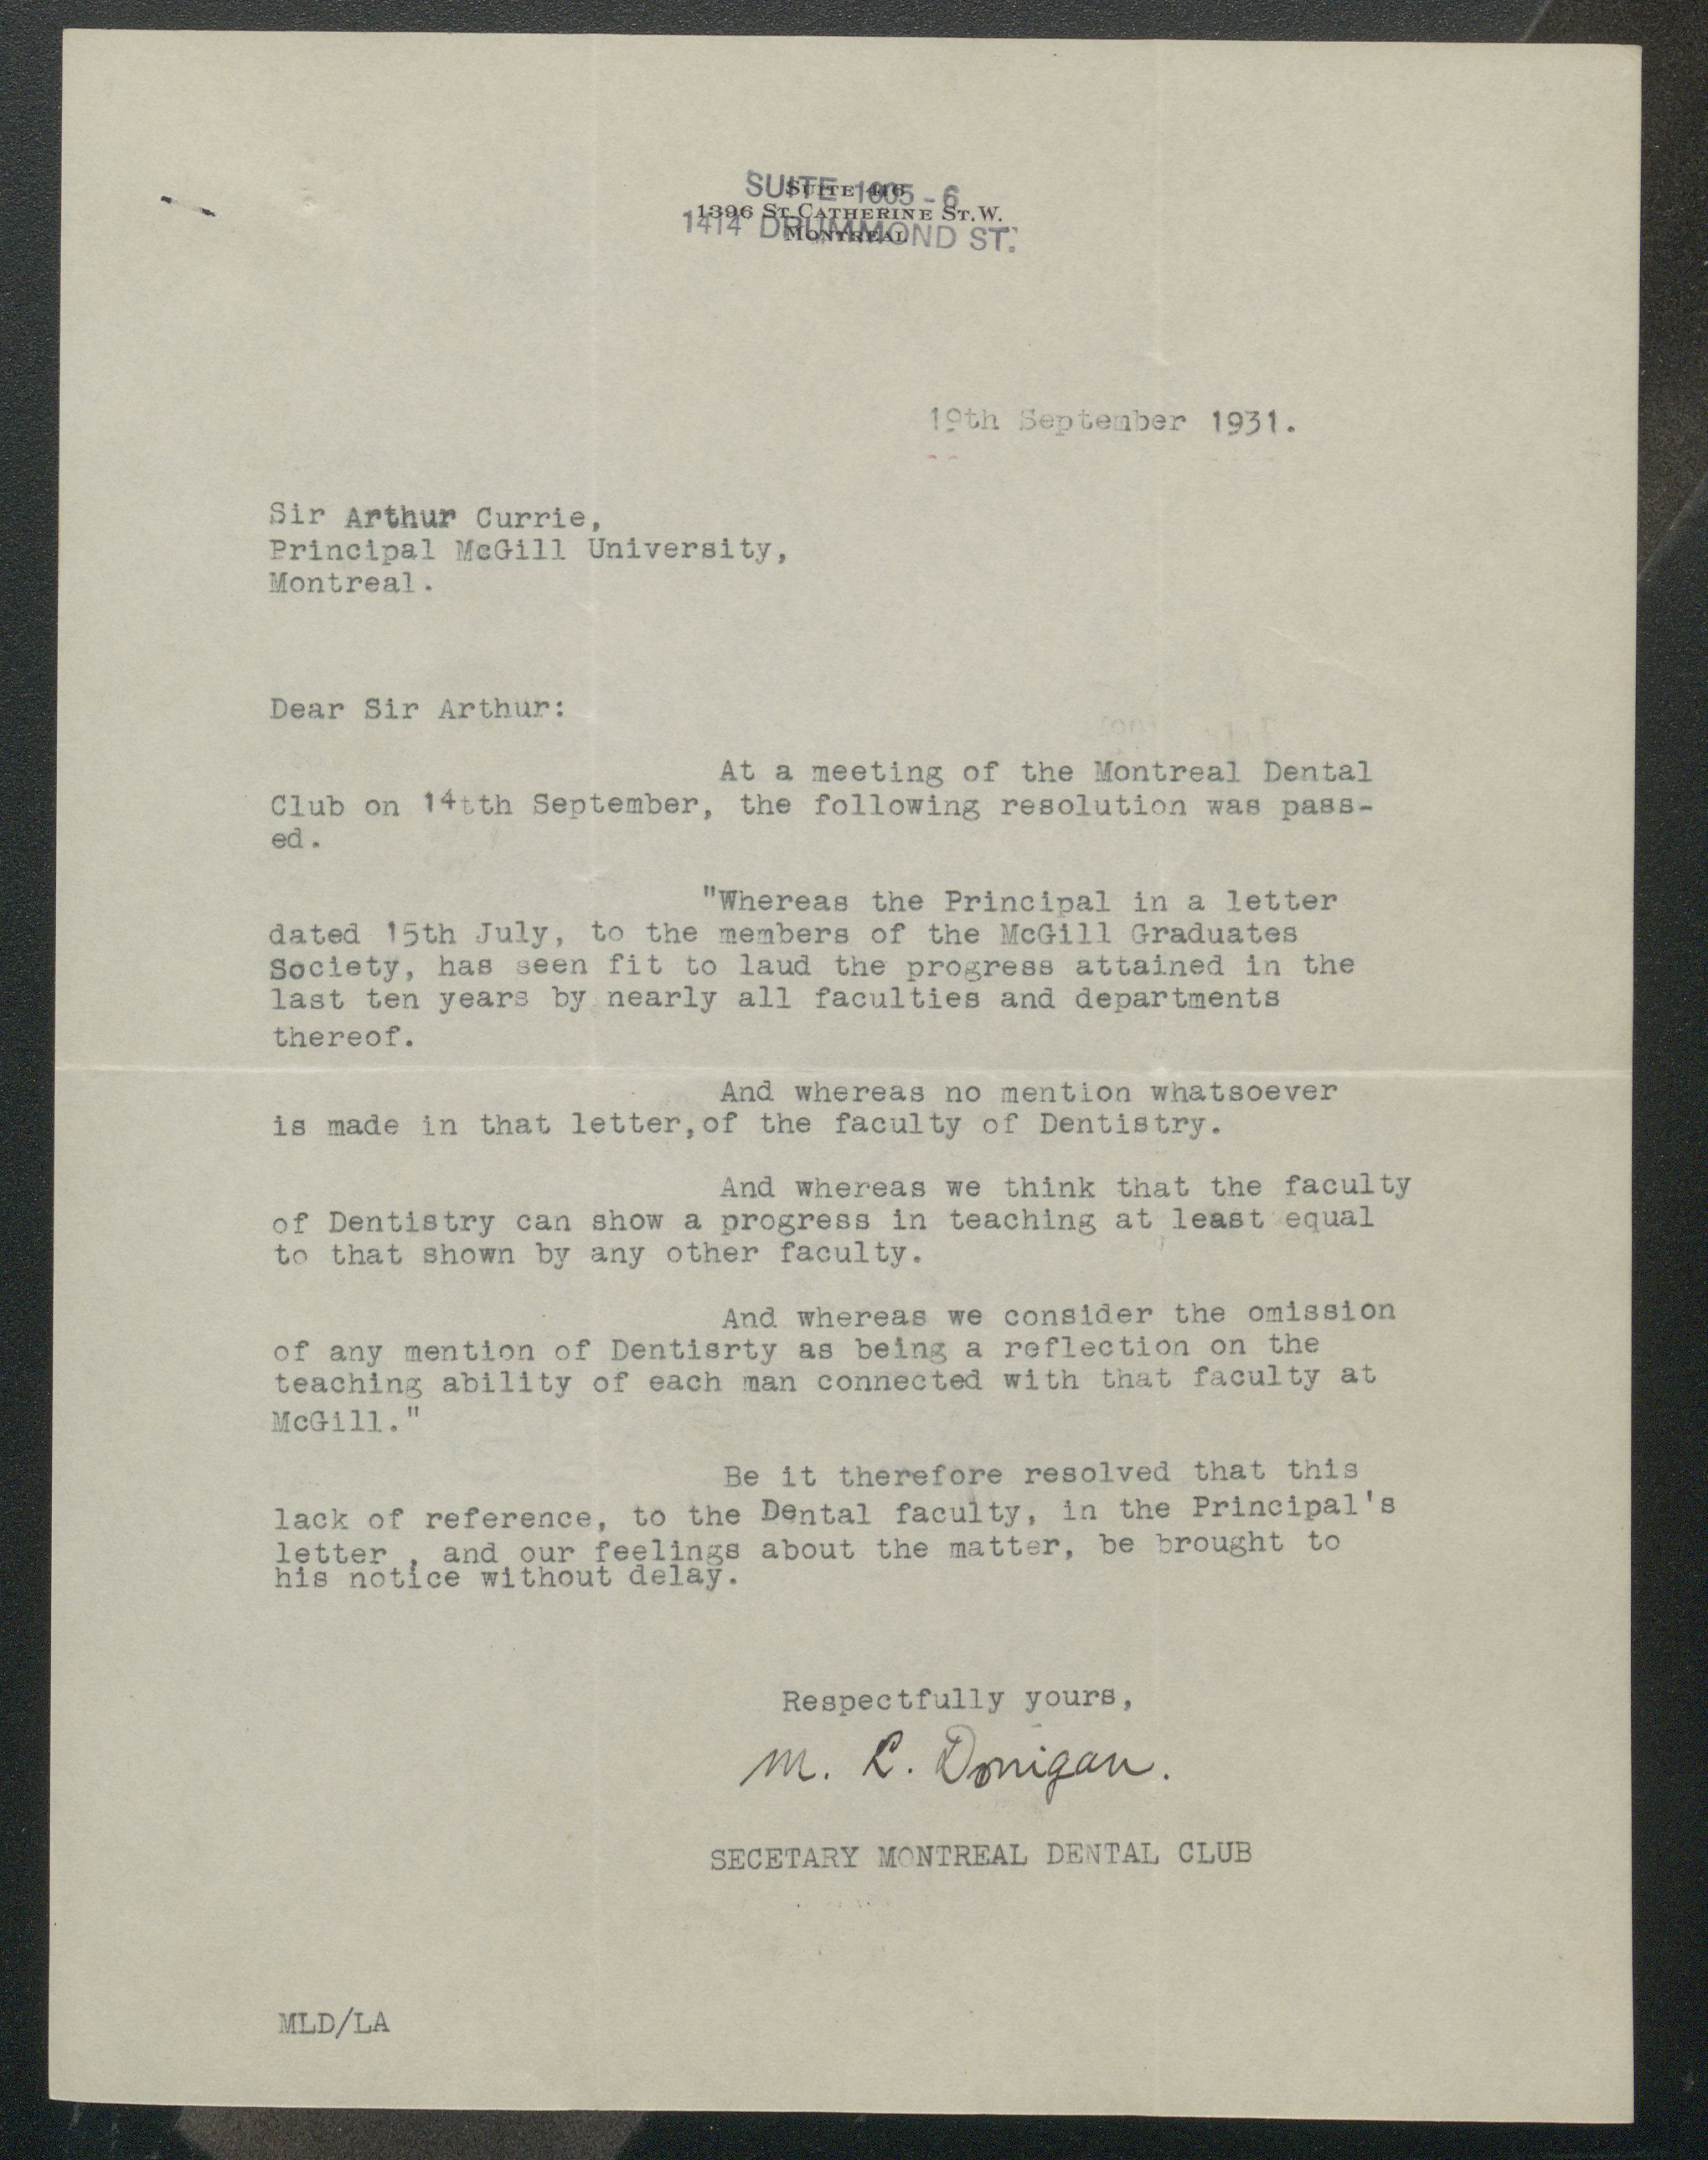 SUITE 1005-6
SUITE 416
1396 ST. CATHERINE ST. W.
1414 DRUMMOND ST.
MONTREAL
19th September 1931.
Sir Arthur Currie,
Principal McGill University,
Montreal.
Dear Sir Arthur:
At a meeting of the Montreal Dental
Club on 14tth September, the following resolution was pass-
ed.
"Whereas the Principal in a letter
dated 15th July, to the members of the McGill Graduates
Society, has seen fit to laud the progress attained in the
last ten years by nearly all faculties and departments
thereof.
And whereas no mention whatsoever
is made in that letter,of the faculty of Dentistry.
And whereas we think that the faculty
of Dentistry can show a progress in teaching at least equal
to that shown by any other faculty.
And whereas we consider the omission
of any mention of Dentisrty as being a reflection on the
teaching ability of each man connected with that faculty at
McGill."
Be it therefore resolved that this
lack of reference, to the Dental faculty, in the Principal's
letter , and our feelings about the matter, be brought to
his notice without delay.
Respectfully yours,
M. L. Donigan.
SECETARY MONTREAL DENTAL CLUB
MLD/LA